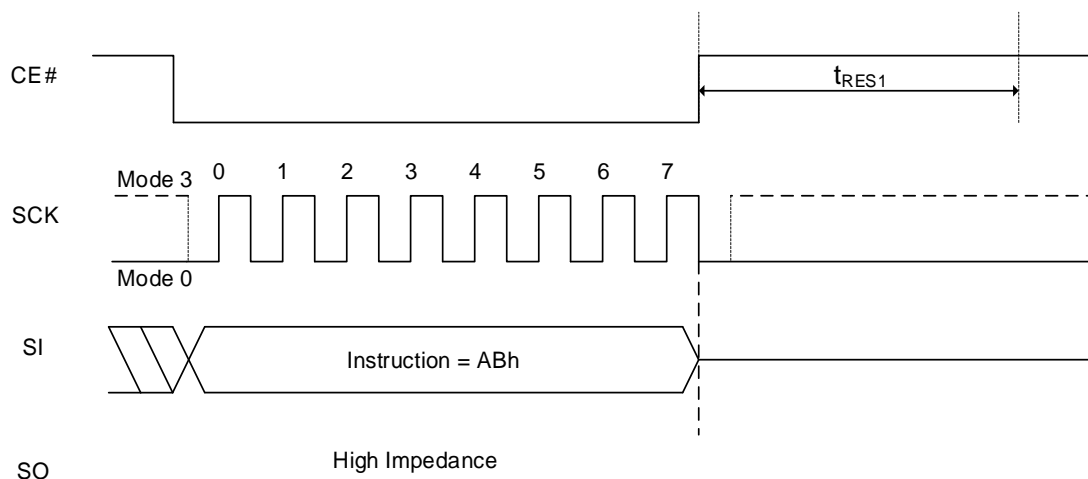 CE#
tRES1
0 1 2 3 4 5 6 7
Mode 3
SCK
Mode 0
SI
Instruction = ABh
High Impedance
SO